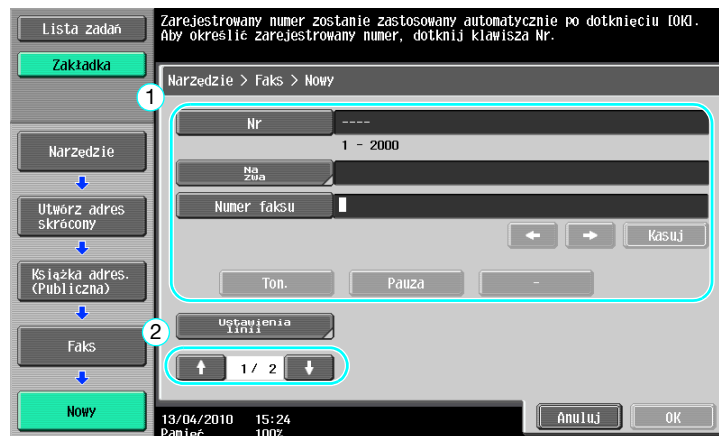 Lista zadań
Zakładka
Narzędzie
Utwórz adres
skrócony
Książka adres.
(Publiczna)
Faks
Nowy
Zarejestrowany numer zostanie zastosowany automatycznie po dotknięciu [OK].
Aby określić zarejestrowany numer, dotknij klawisza Nr.
Narzędzie > Faks > Nowy
1
Nr ----
1 - 2000
Na
zwa
Numer faksu
← → Kasuj
Ton. Pauza -
2
Ustawienia
linii
↑ 1/ 2 ↓
13/04/2010 15:24
Pamięć 100%
Anuluj OK